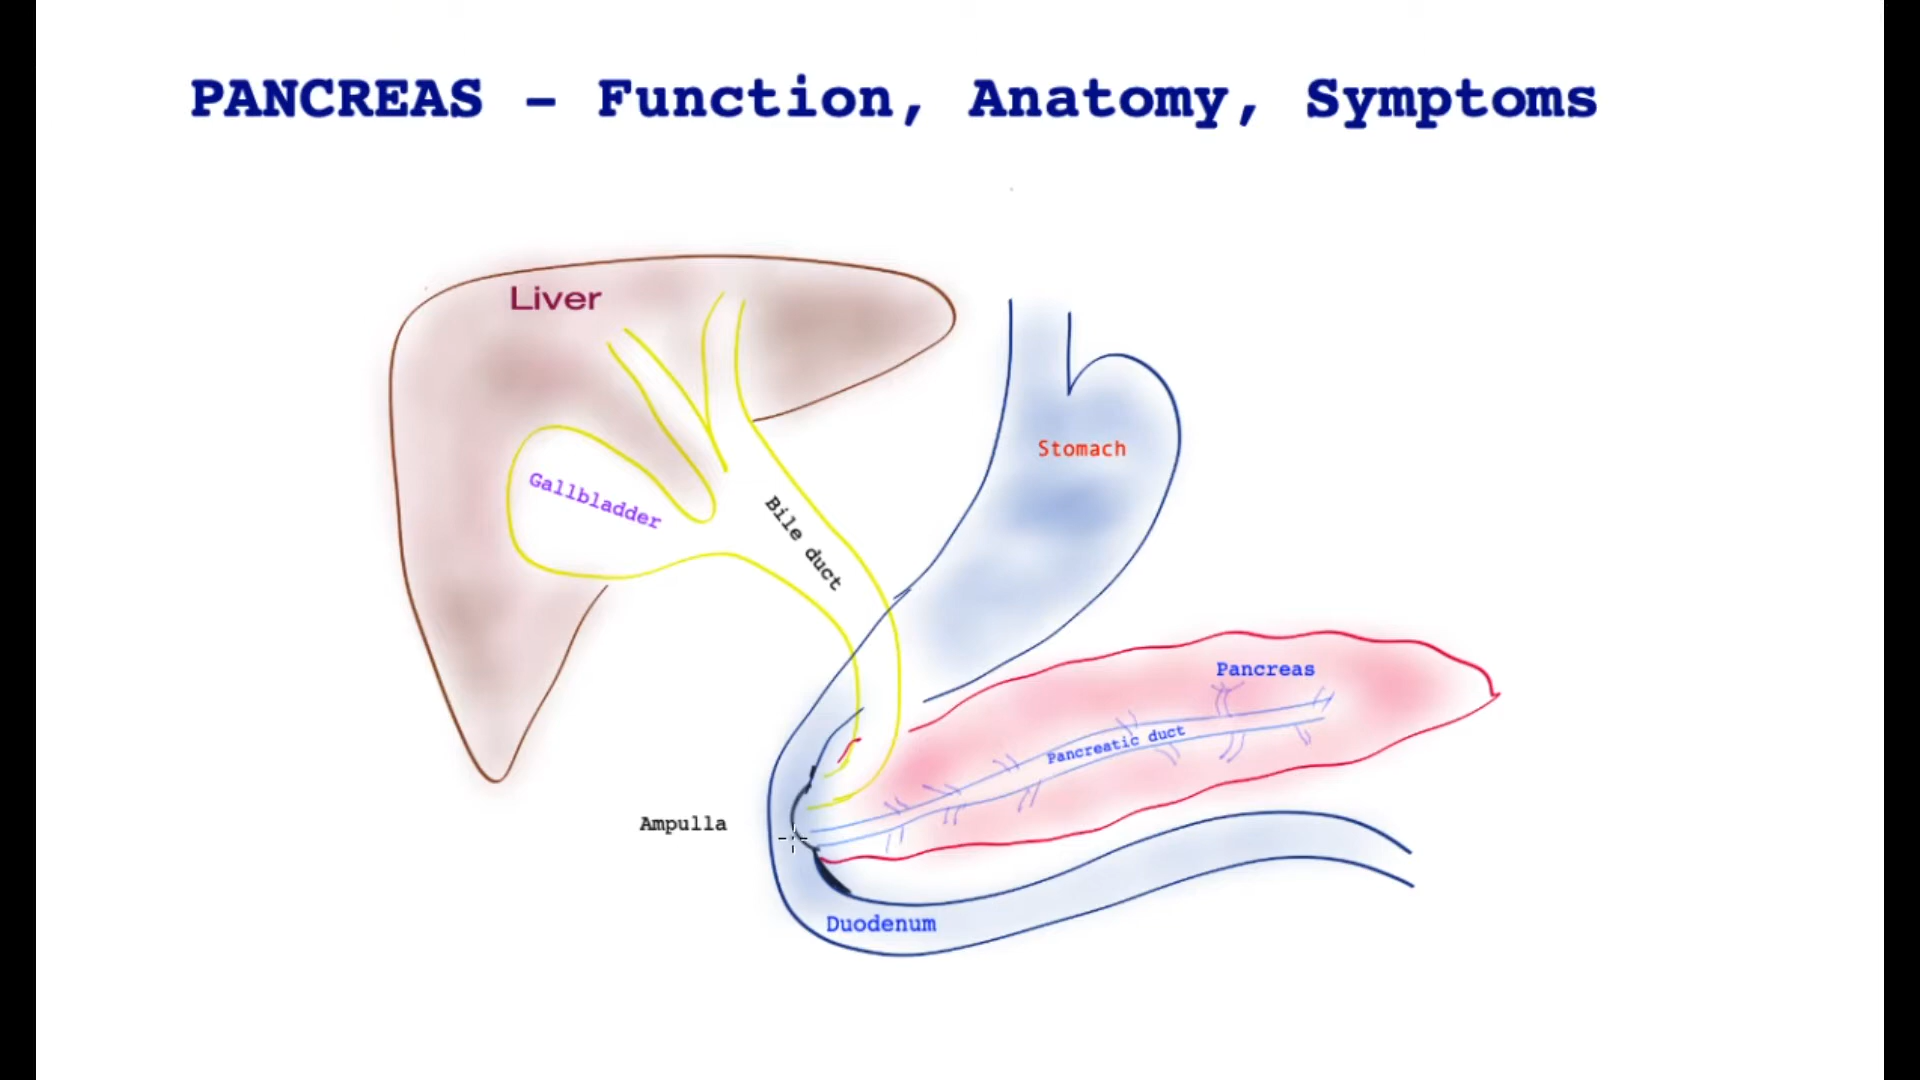 PANCREAS - Function, Anatomy, Symptoms
Liver
Stomach
Gallbladder
Bile duct
Pancreas
Pancreatic duct
Ampulla
Duodenum